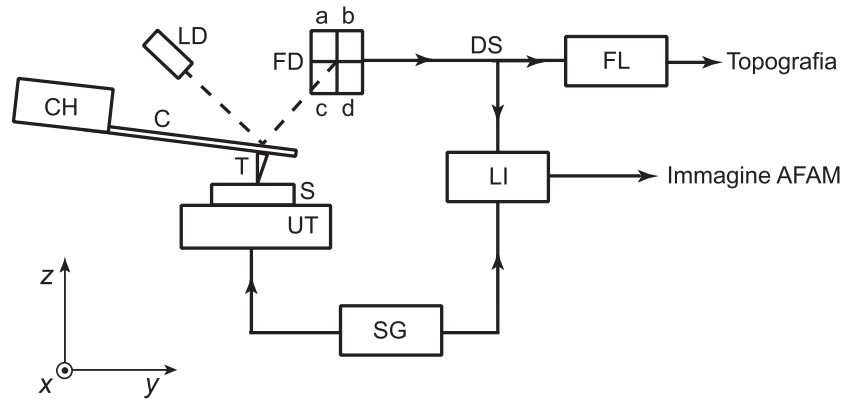 a b
LD
DS
FD
FL
Topografia
CH
C
c d
T
LI
Immagine AFAM
S
UT
z
SG
x
y